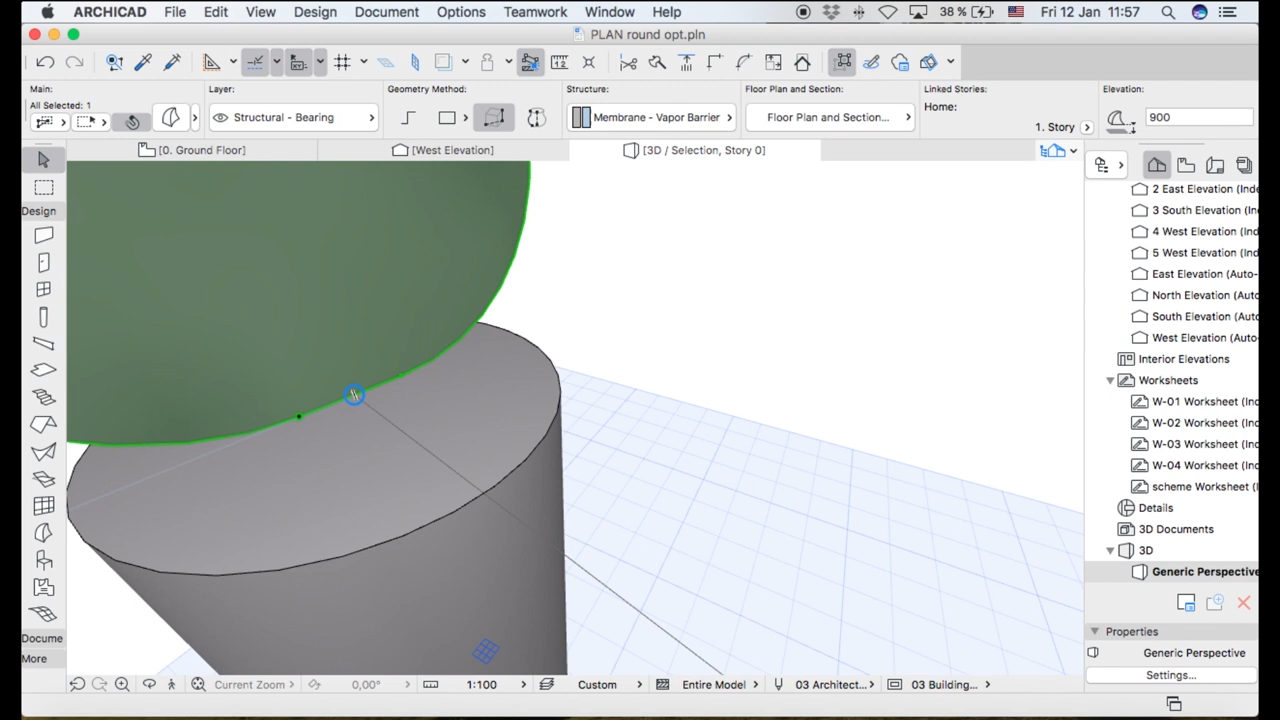 ARCHICAD File Edit View Design Document Options Teamwork Window Help 38 % Fri 12 Jan 11:57
PLAN round opt.pln
Main: Layer: Geometry Method: Structure: Floor Plan and Section: Linked Stories: Elevation:
All Selected: 1
Structural - Bearing Membrane - Vapor Barrier Floor Plan and Section... Home: 900
1. Story
[0. Ground Floor] [West Elevation] [3D / Selection, Story 0]
Design
Docume
More
2 East Elevation (Inde
3 South Elevation (In
4 West Elevation (Ind
5 West Elevation (Ind
East Elevation (Auto-
North Elevation (Auto
South Elevation (Auto
West Elevation (Auto-
Interior Elevations
Worksheets
W-01 Worksheet (Ind
W-02 Worksheet (Ind
W-03 Worksheet (Ind
W-04 Worksheet (Ind
scheme Worksheet (I
Details
3D Documents
3D
Generic Perspective
Properties
Generic Perspective
Settings...
Current Zoom 0,00° 1:100 Custom Entire Model 03 Architect... 03 Building...